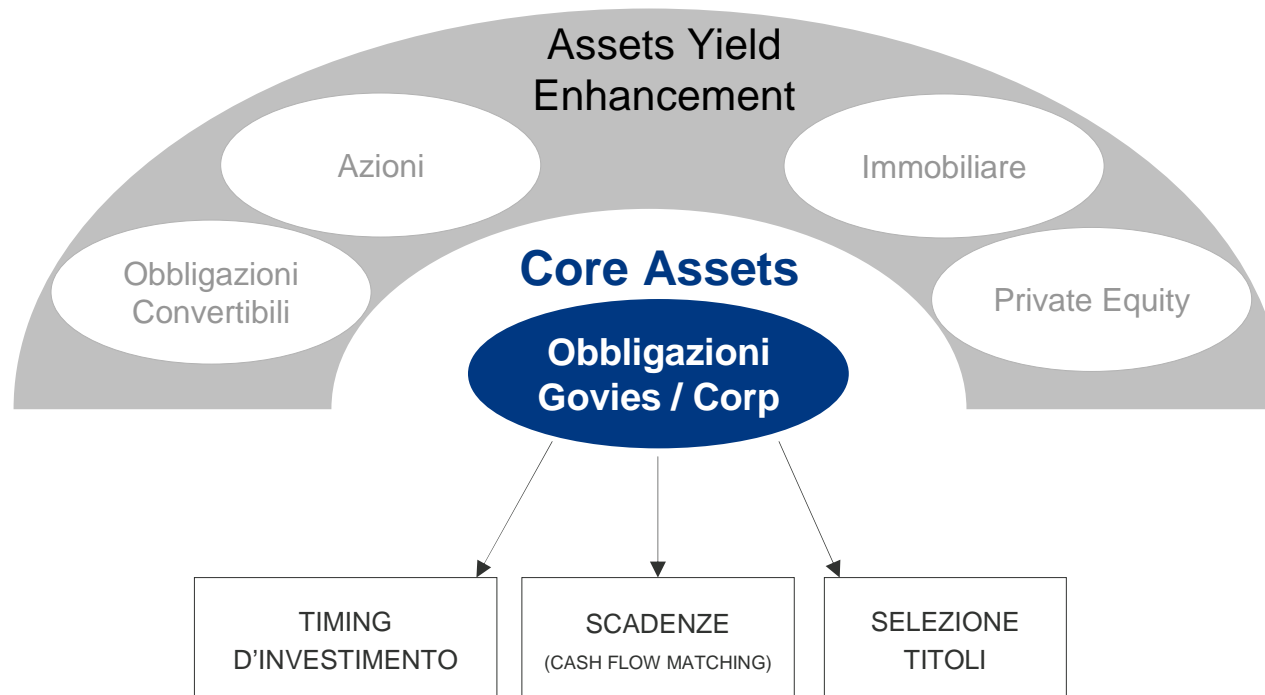 Assets Yield
Enhancement
Azioni
Immobiliare
Obbligazioni
Convertibili
Core Assets
Private Equity
Obbligazioni
Govies / Corp
TIMING
D’INVESTIMENTO
SCADENZE
(CASH FLOW MATCHING)
SELEZIONE
TITOLI